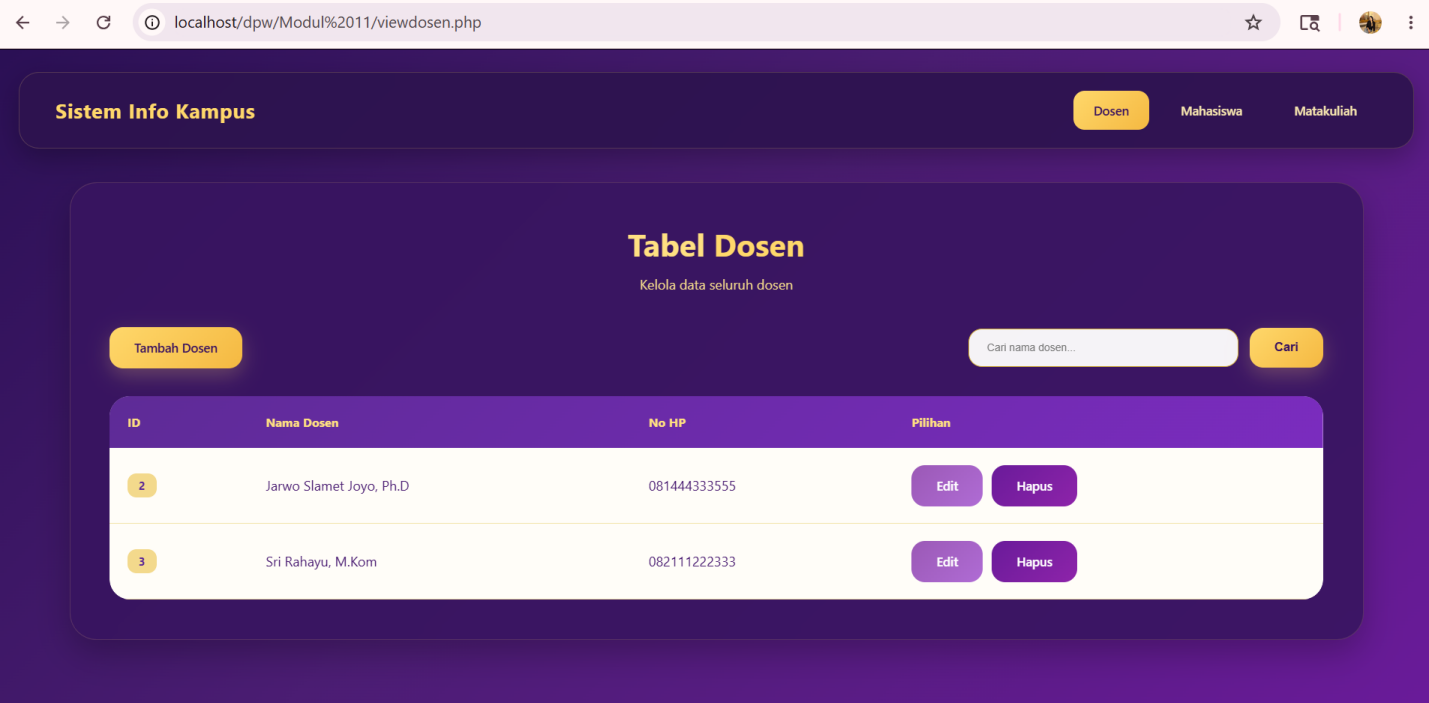 localhost/dpw/Modul%2011/viewdosen.php
Sistem Info Kampus Dosen Mahasiswa Matakuliah
Tabel Dosen
Kelola data seluruh dosen
Tambah Dosen Cari nama dosen... Cari
ID Nama Dosen No HP Pilihan
2 Jarwo Slamet Joyo, Ph.D 081444333555 Edit Hapus
3 Sri Rahayu, M.Kom 082111222333 Edit Hapus